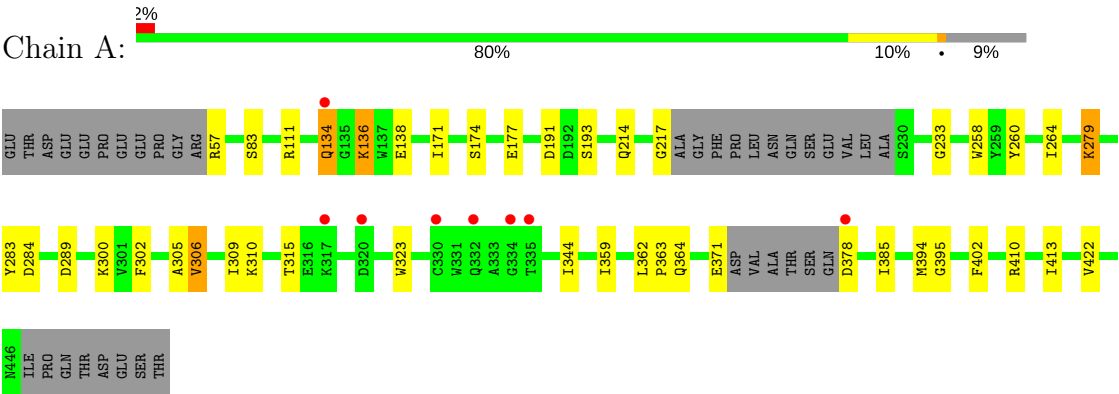 2%
Chain A:
80% 10% • 9%
GLU THR ASP GLU GLU PRO GLU GLU PRO GLY ARG R57 S83 R111 Q134 G135 K136 W137 E138 I171 S174 E177 D191 D192 S193 Q214 G217 ALA GLY PHE PRO LEU ASN GLN SER GLU VAL LEU ALA S230 G233 W258 Y259 Y260 I264 K279
Y283 D284 D289 K300 V301 F302 A305 V306 I309 K310 T315 E316 K317 D320 W323 C330 W331 Q332 A333 G334 T335 I344 I359 L362 P363 Q364 E371 ASP VAL ALA THR SER GLN D378 I385 M394 G395 F402 R410 I413 V422
N446 ILE PRO GLN THR ASP GLU SER THR